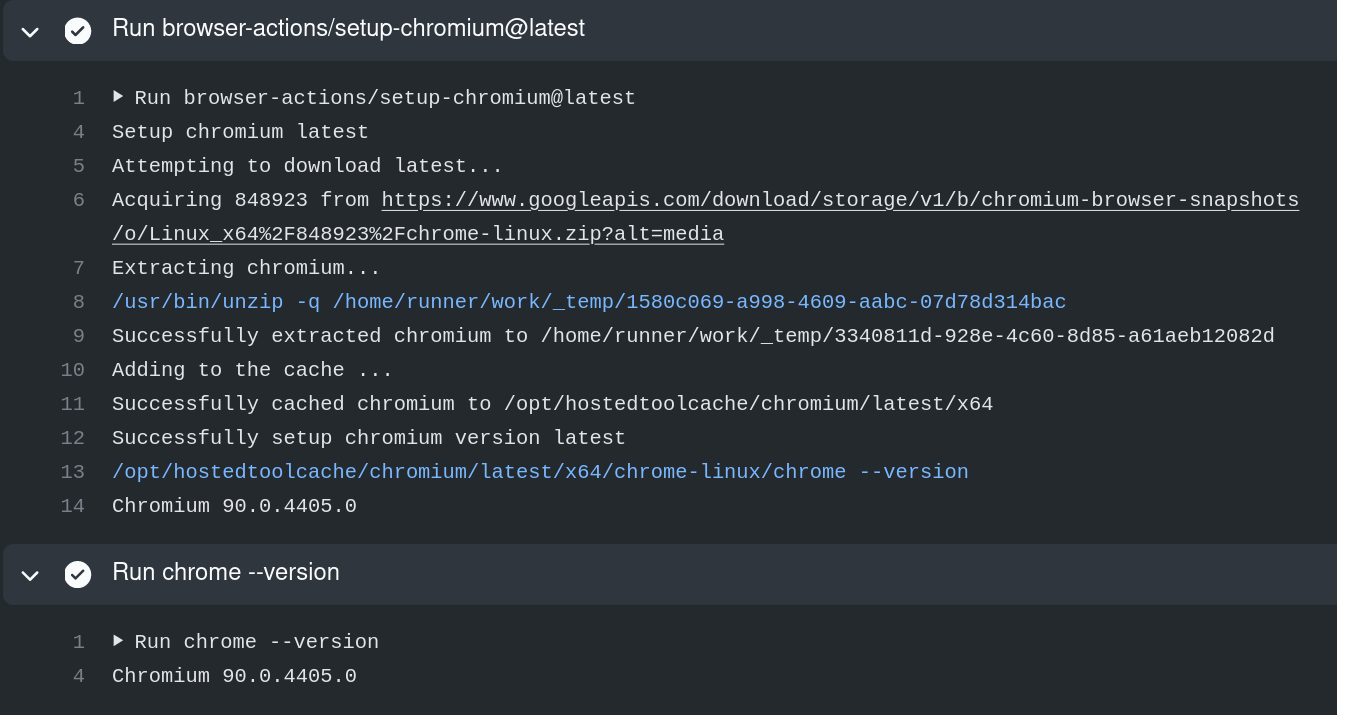 Run browser-actions/setup-chromium@latest
1 Run browser-actions/setup-chromium@latest
4 Setup chromium latest
5 Attempting to download latest...
6 Acquiring 848923 from https://www.googleapis.com/download/storage/v1/b/chromium-browser-snapshots
/o/Linux_x64%2F848923%2Fchrome-linux.zip?alt=media
7 Extracting chromium...
8 /usr/bin/unzip -q /home/runner/work/_temp/1580c069-a998-4609-aabc-07d78d314bac
9 Successfully extracted chromium to /home/runner/work/_temp/3340811d-928e-4c60-8d85-a61aeb12082d
10 Adding to the cache ...
11 Successfully cached chromium to /opt/hostedtoolcache/chromium/latest/x64
12 Successfully setup chromium version latest
13 /opt/hostedtoolcache/chromium/latest/x64/chrome-linux/chrome --version
14 Chromium 90.0.4405.0
Run chrome --version
1 Run chrome --version
4 Chromium 90.0.4405.0